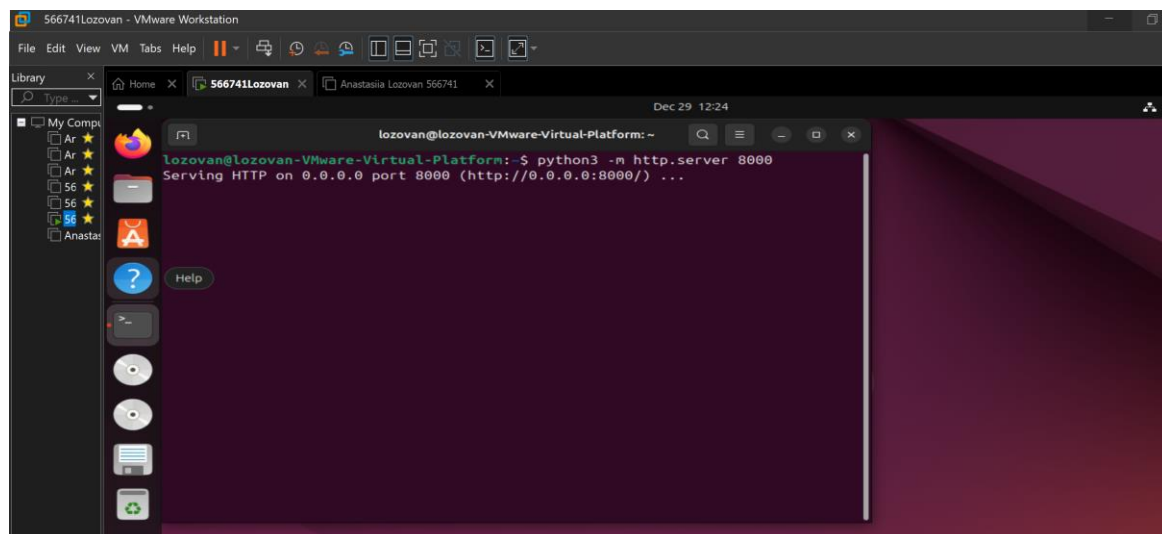 566741Lozovan - VMware Workstation
File Edit View VM Tabs Help
Library
Home 566741Lozovan Anastasiia Lozovan 566741
Type ...
Dec 29 12:24
My Compu
Ar
Ar
Ar
56
56
56
Anastas
lozovan@lozovan-VMware-Virtual-Platform: ~
lozovan@lozovan-VMware-Virtual-Platform:~$ python3 -m http.server 8000
Serving HTTP on 0.0.0.0 port 8000 (http://0.0.0.0:8000/) ...
Help